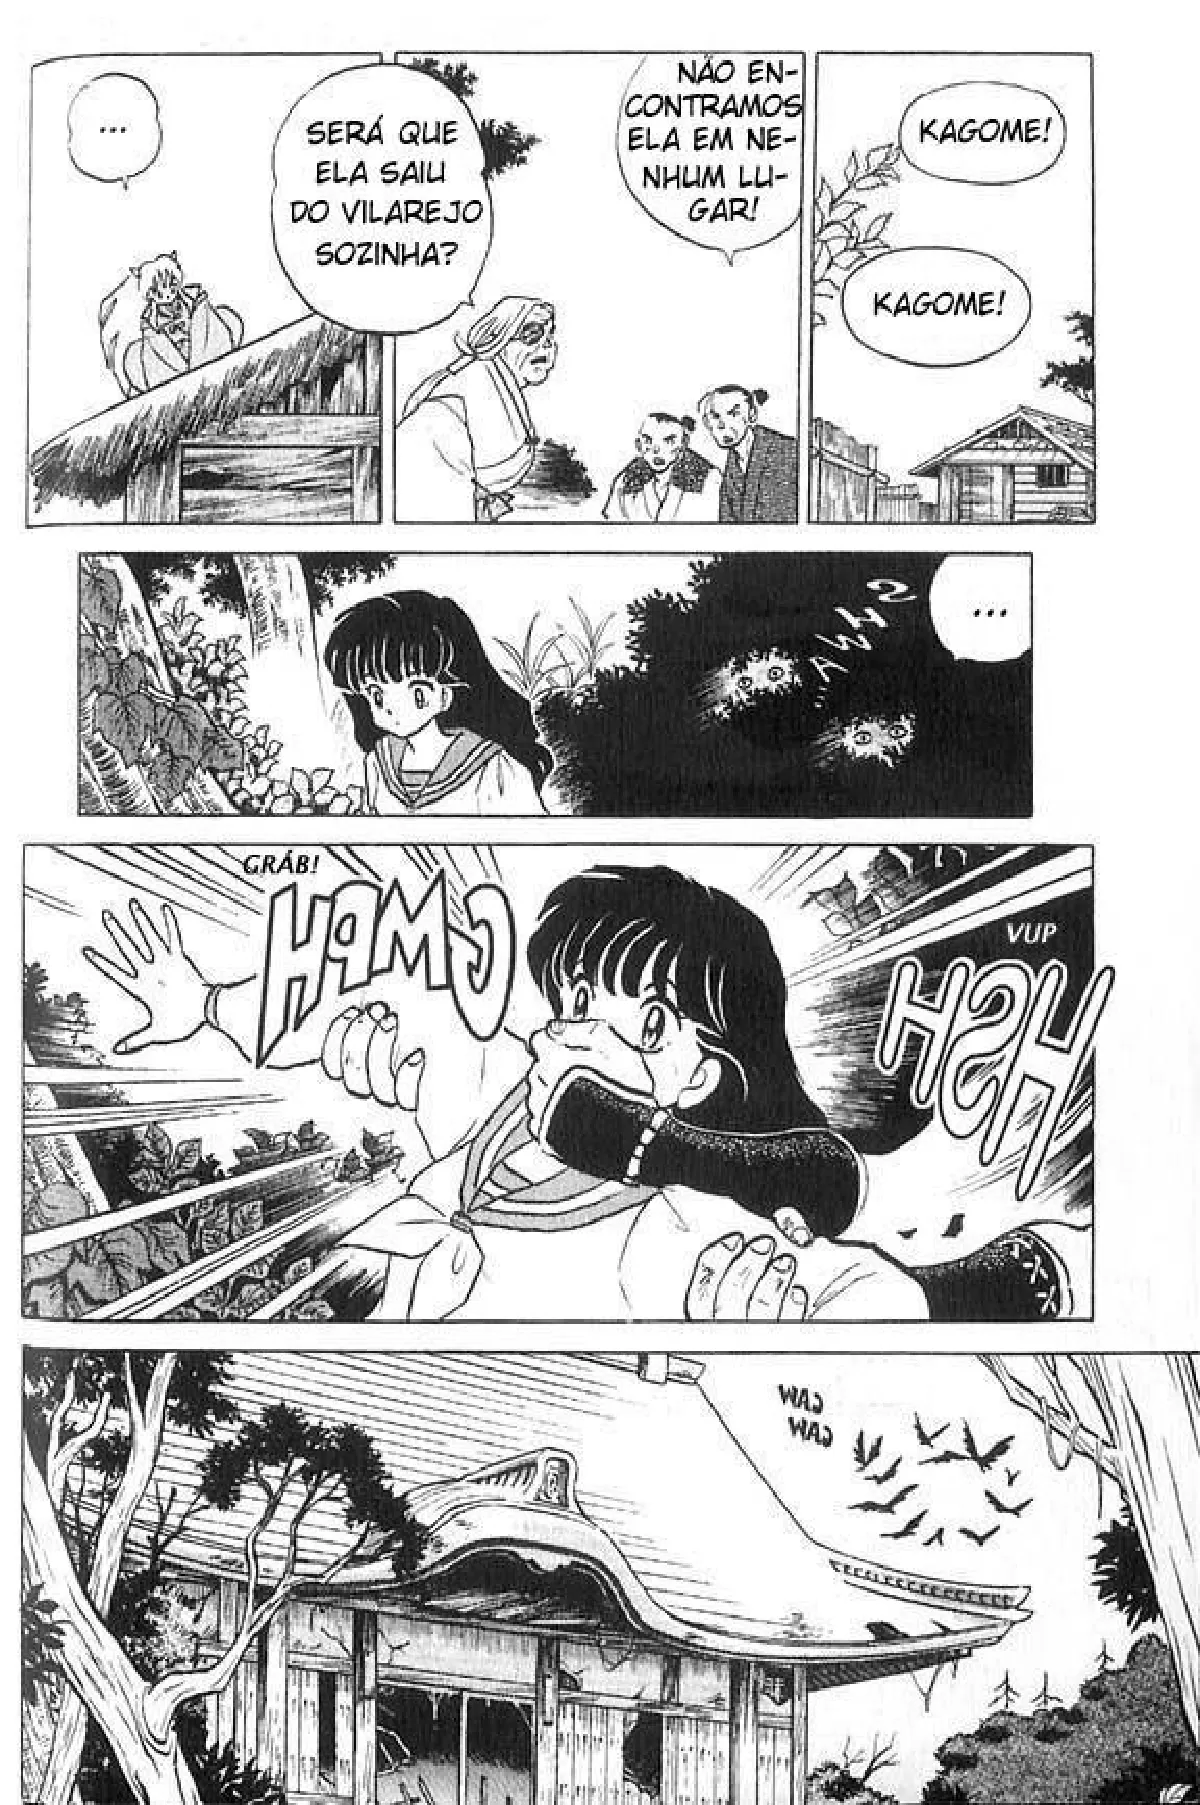 KAGOME!
KAGOME!
NÃO EN-
CONTRAMOS
ELA EM NE-
NHUM LU-
GAR!
SERÁ QUE
ELA SAIU
DO VILAREJO
SOZINHA?
...
...
SHWA
VUP
HSH
GRÁB!
GMPH
CAW
CAW